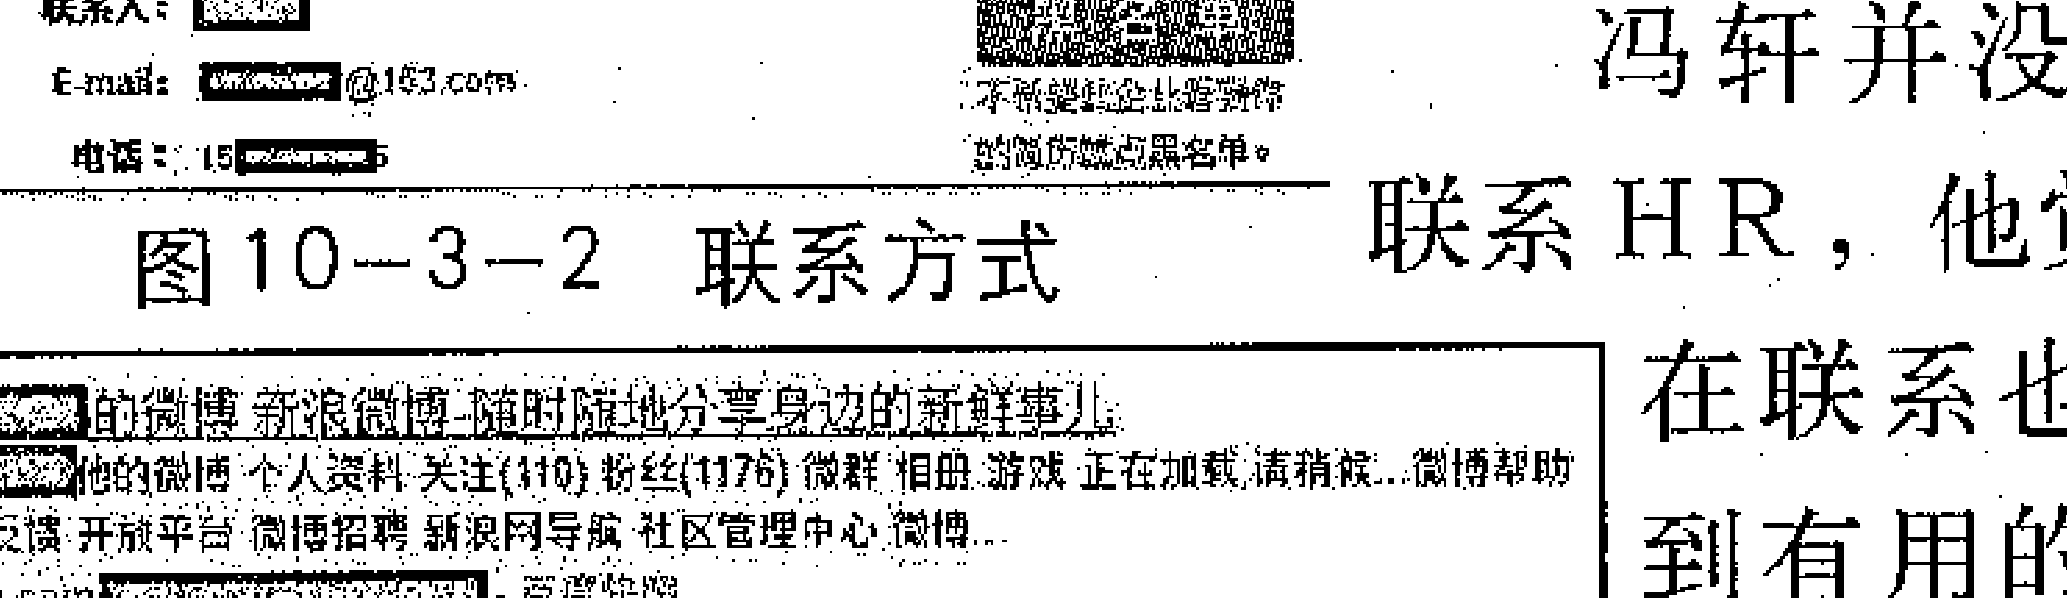 联系人：
E-mail: @163.com
电话：15 5
的简历 点黑名单。
图10-3-2 联系方式
的微博 新浪微博-随时随地分享身边的新鲜事儿
他的微博 个人资料 关注(110) 粉丝(1176) 微群 相册 游戏 正在加载,请稍候...微博帮助
反馈 开放平台 微博招聘 新浪网导航 社区管理中心 微博...
冯轩并没
联系HR，他
在联系也
到有用的